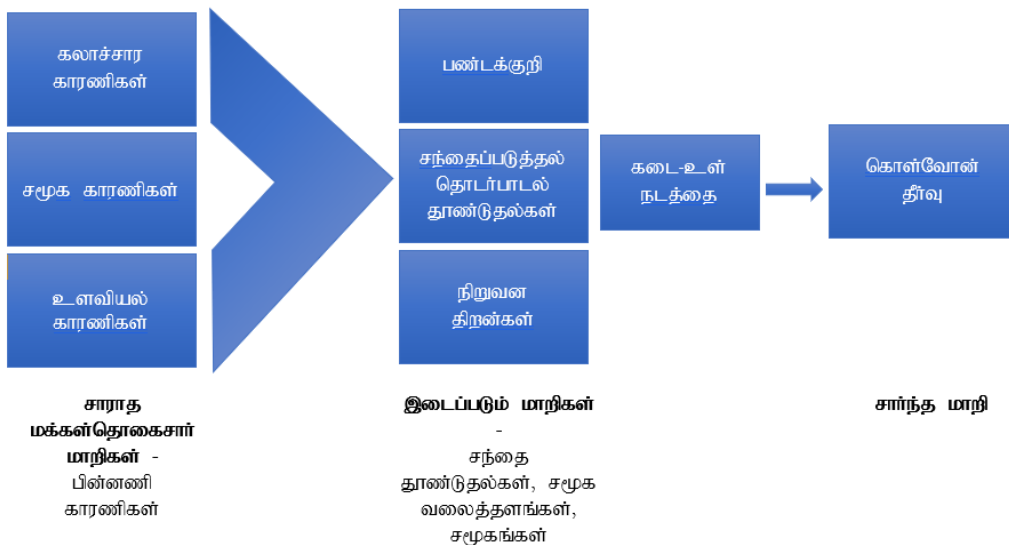 கலாச்சார
காரணிகள்
சமூக காரணிகள்
உளவியல்
காரணிகள்
பண்டக்குறி
சந்தைப்படுத்தல்
தொடர்பாடல்
தூண்டுதல்கள்
நிறுவன
திறன்கள்
கடை-உள்
நடத்தை
கொள்வோன்
தீர்வு
சாராத
மக்கள்தொகைசார்
மாறிகள் -
பின்னணி
காரணிகள்
இடைப்படும் மாறிகள்
-
சந்தை
தூண்டுதல்கள், சமூக
வலைத்தளங்கள்,
சமூகங்கள்
சார்ந்த மாறி